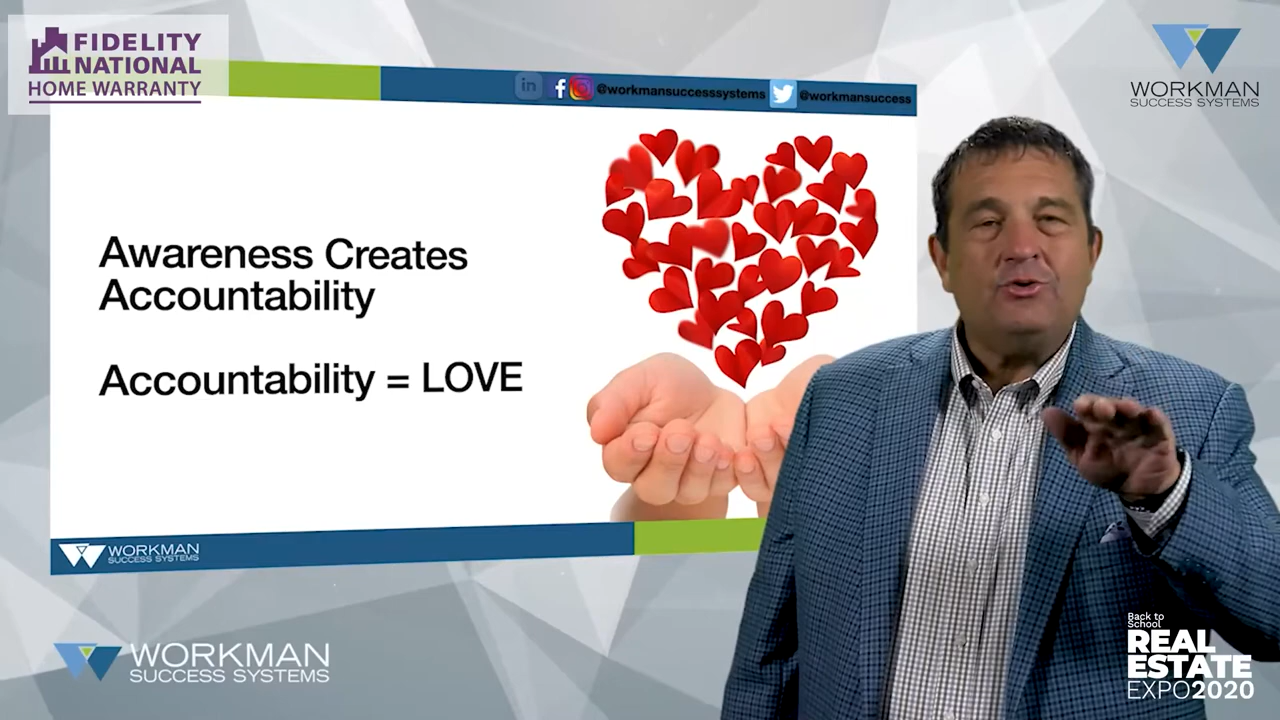 FIDELITY
NATIONAL
HOME WARRANTY
in f @workmansuccesssystems @workmansuccess
WORKMAN
SUCCESS SYSTEMS
Awareness Creates
Accountability
Accountability = LOVE
WORKMAN
SUCCESS SYSTEMS
WORKMAN
SUCCESS SYSTEMS
Back to
School
REAL
ESTATE
EXPO2020